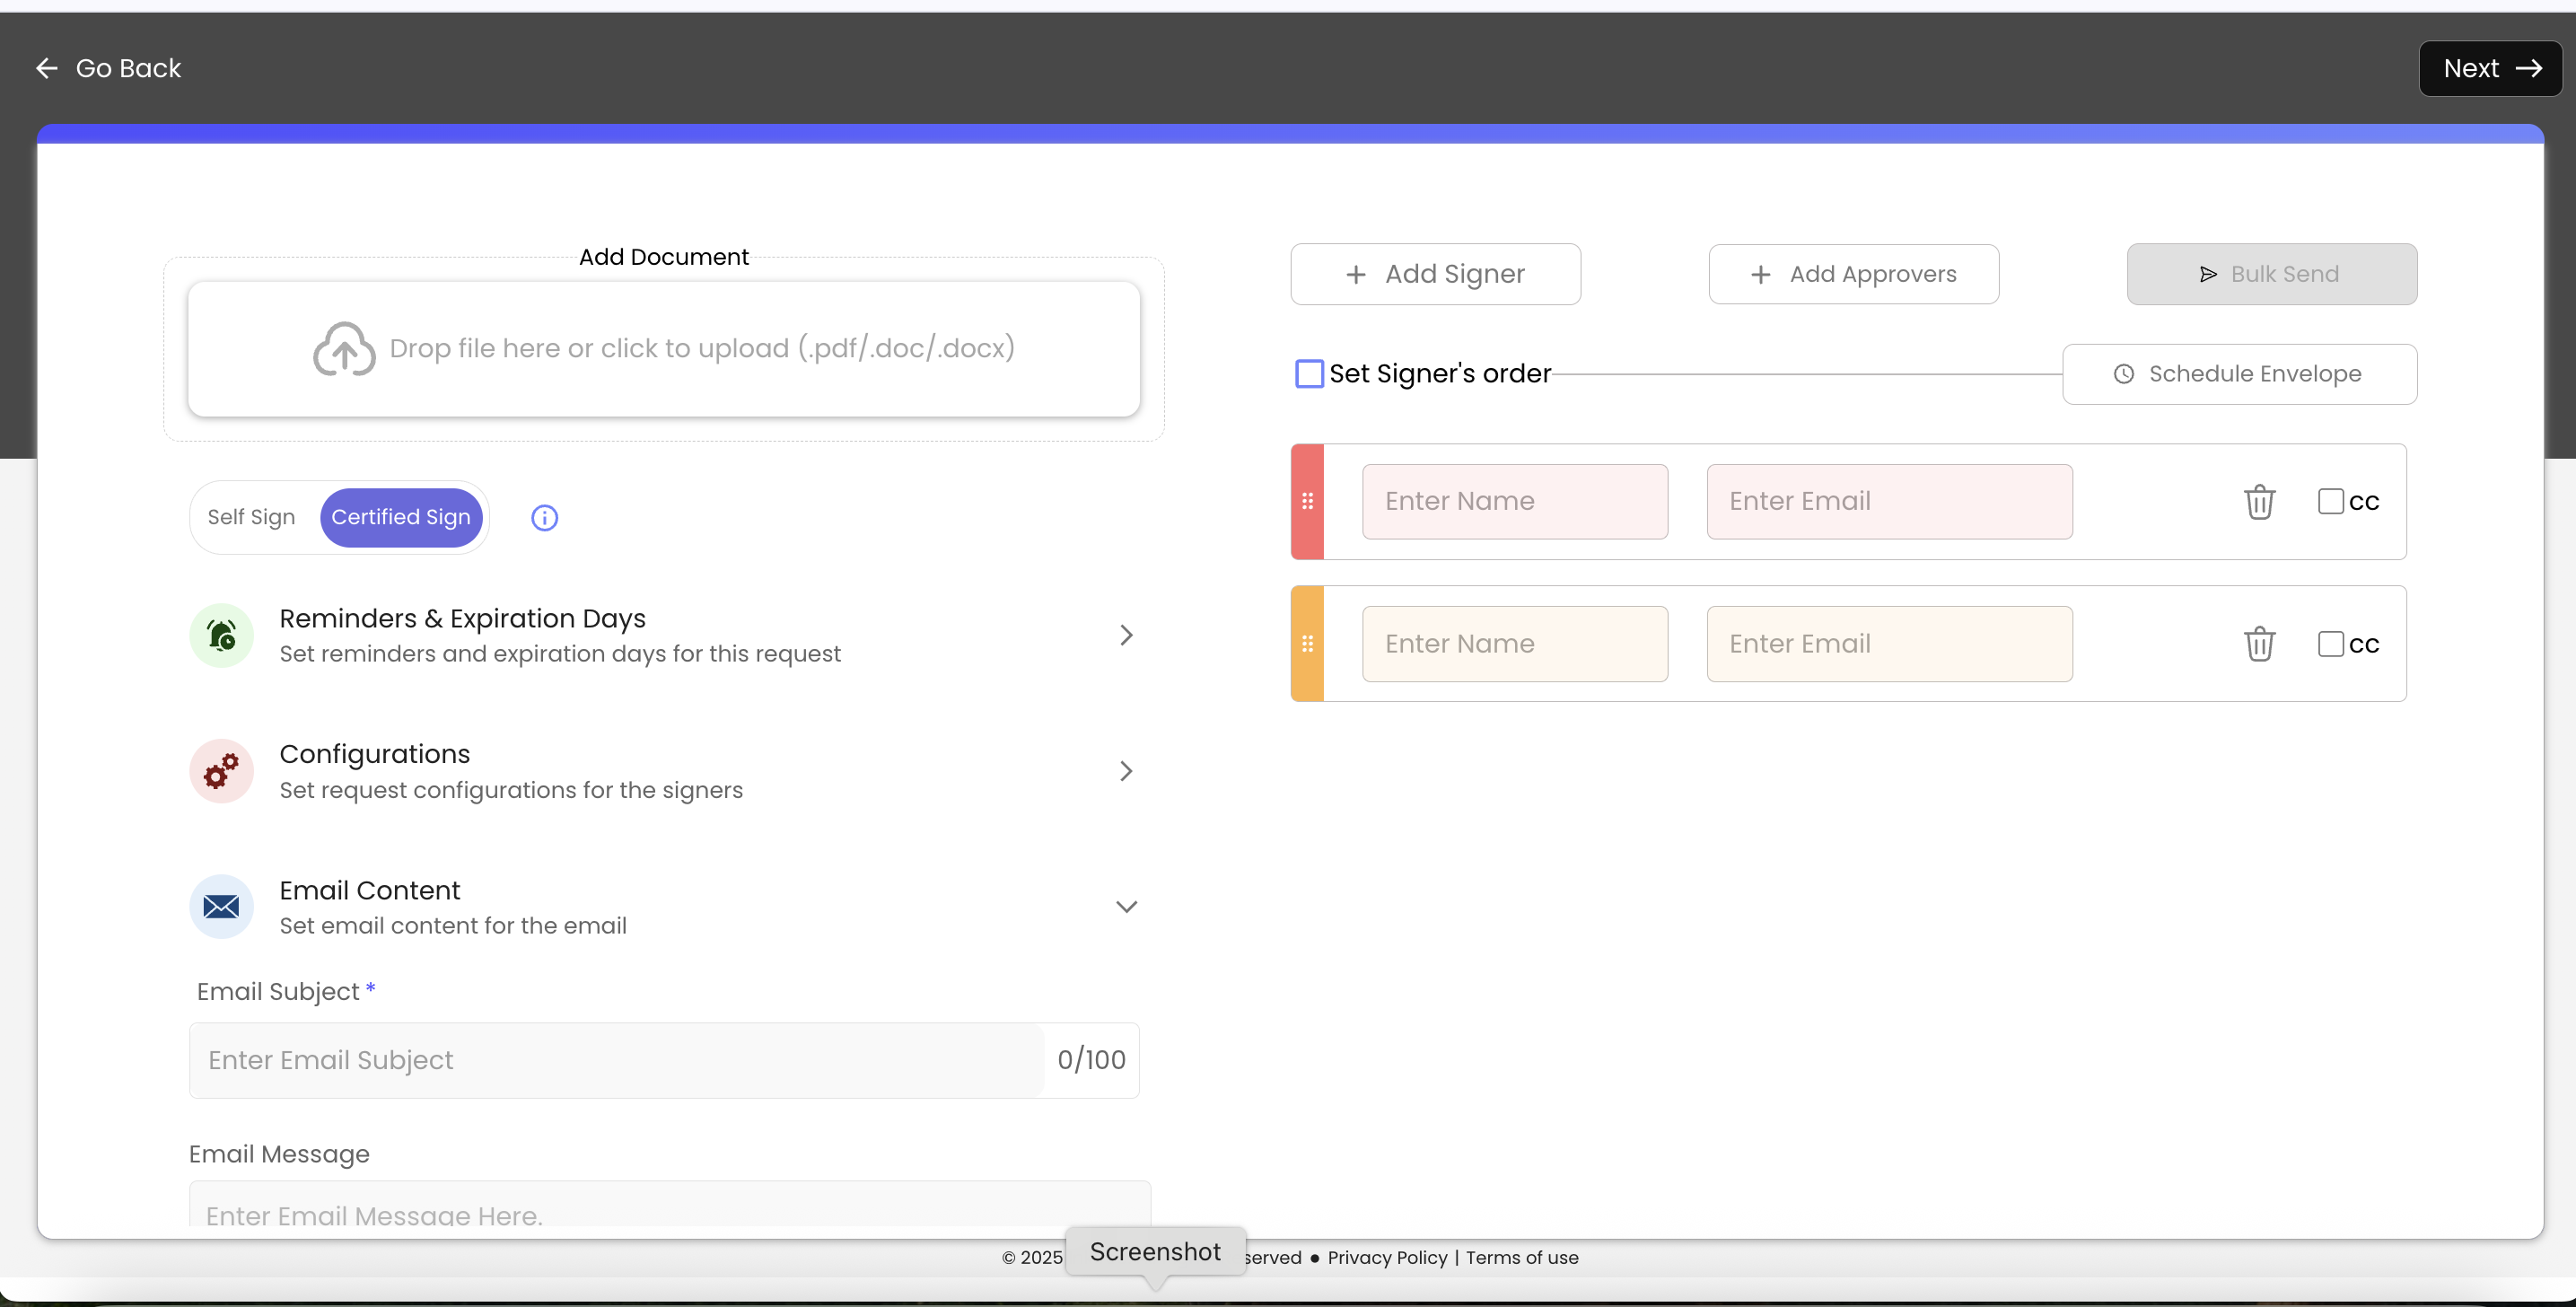 Go Back
Next
Add Document
Drop file here or click to upload (.pdf/.doc/.docx)
Self Sign
Certified Sign
Reminders & Expiration Days
Set reminders and expiration days for this request
Configurations
Set request configurations for the signers
Email Content
Set email content for the email
Email Subject *
Enter Email Subject
0/100
Email Message
Enter Email Message Here.
+ Add Signer
+ Add Approvers
Bulk Send
Set Signer's order
Schedule Envelope
Enter Name
Enter Email
cc
Enter Name
Enter Email
cc
© 2025
Screenshot
served ● Privacy Policy | Terms of use